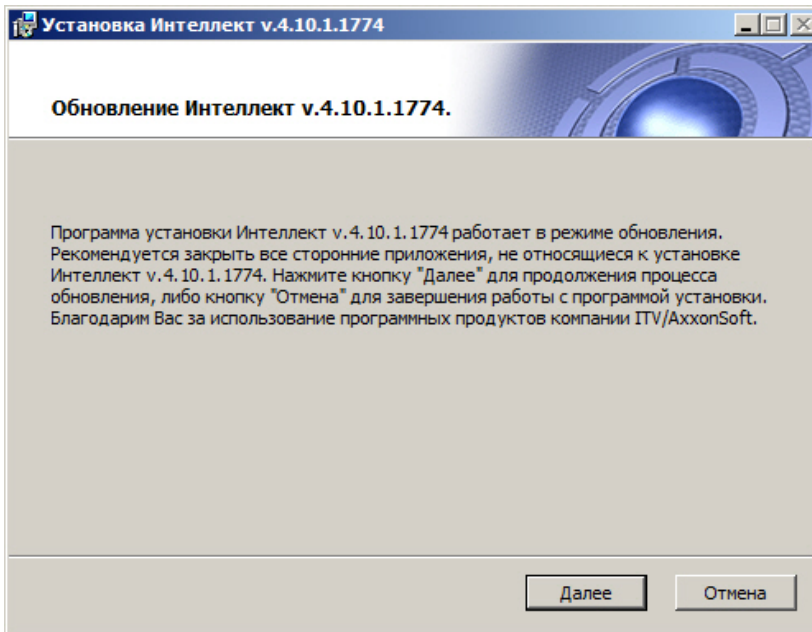 Установка Интеллект v.4.10.1.1774
Обновление Интеллект v.4.10.1.1774.
Программа установки Интеллект v.4.10.1.1774 работает в режиме обновления.
Рекомендуется закрыть все сторонние приложения, не относящиеся к установке
Интеллект v.4.10.1.1774. Нажмите кнопку "Далее" для продолжения процесса
обновления, либо кнопку "Отмена" для завершения работы с программой установки.
Благодарим Вас за использование программных продуктов компании ITV/AxxonSoft.
Далее
Отмена